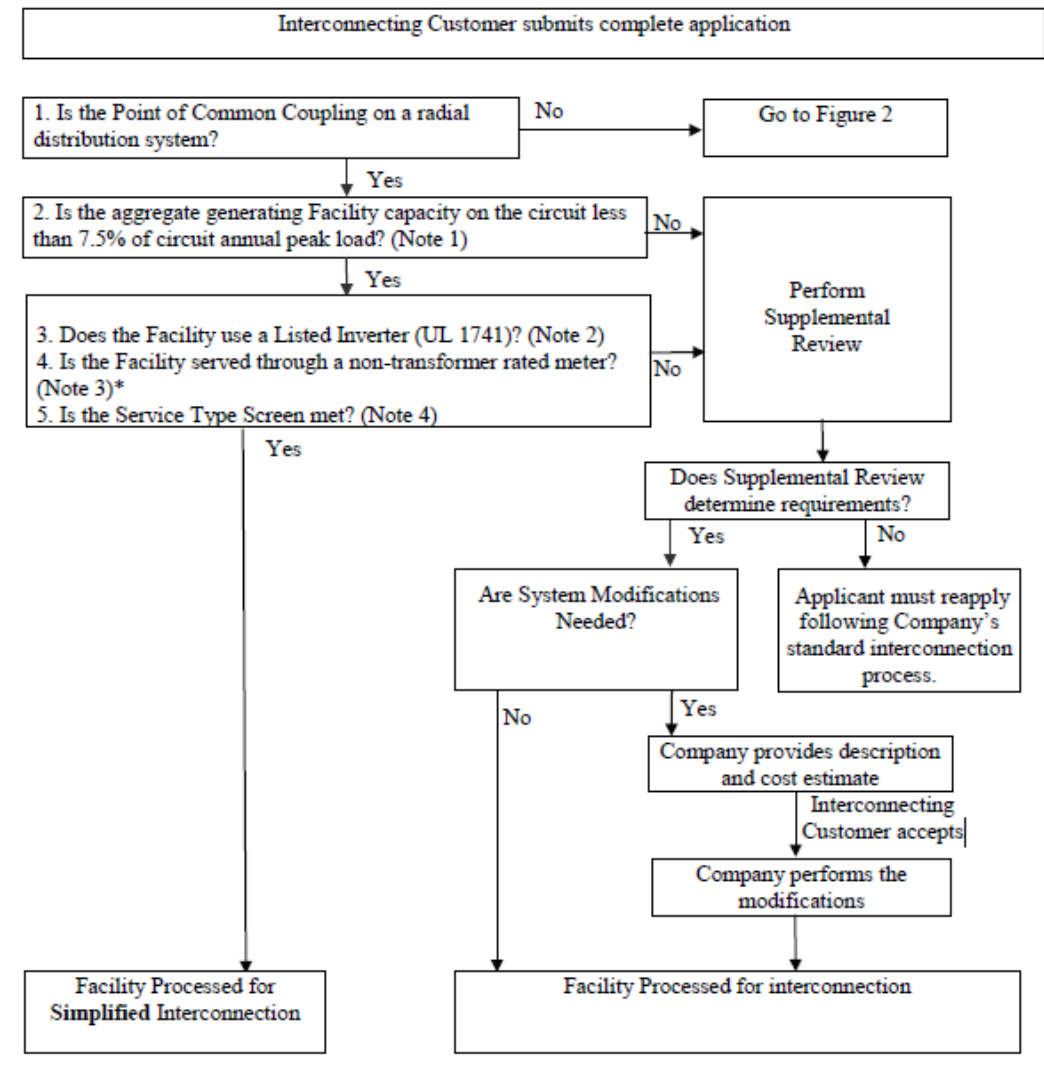 Interconnecting Customer submits complete application
1. Is the Point of Common Coupling on a radial
distribution system?
No
Go to Figure 2
Yes
2. Is the aggregate generating Facility capacity on the circuit less
than 7.5% of circuit annual peak load? (Note 1)
No
Perform
Supplemental
Review
Yes
3. Does the Facility use a Listed Inverter (UL 1741)? (Note 2)
4. Is the Facility served through a non-transformer rated meter?
(Note 3)*
5. Is the Service Type Screen met? (Note 4)
No
Yes
Does Supplemental Review
determine requirements?
Yes
No
Are System Modifications
Needed?
Applicant must reapply
following Company’s
standard interconnection
process.
No
Yes
Company provides description
and cost estimate
Interconnecting
Customer accepts
Company performs the
modifications
Facility Processed for
Simplified Interconnection
Facility Processed for interconnection